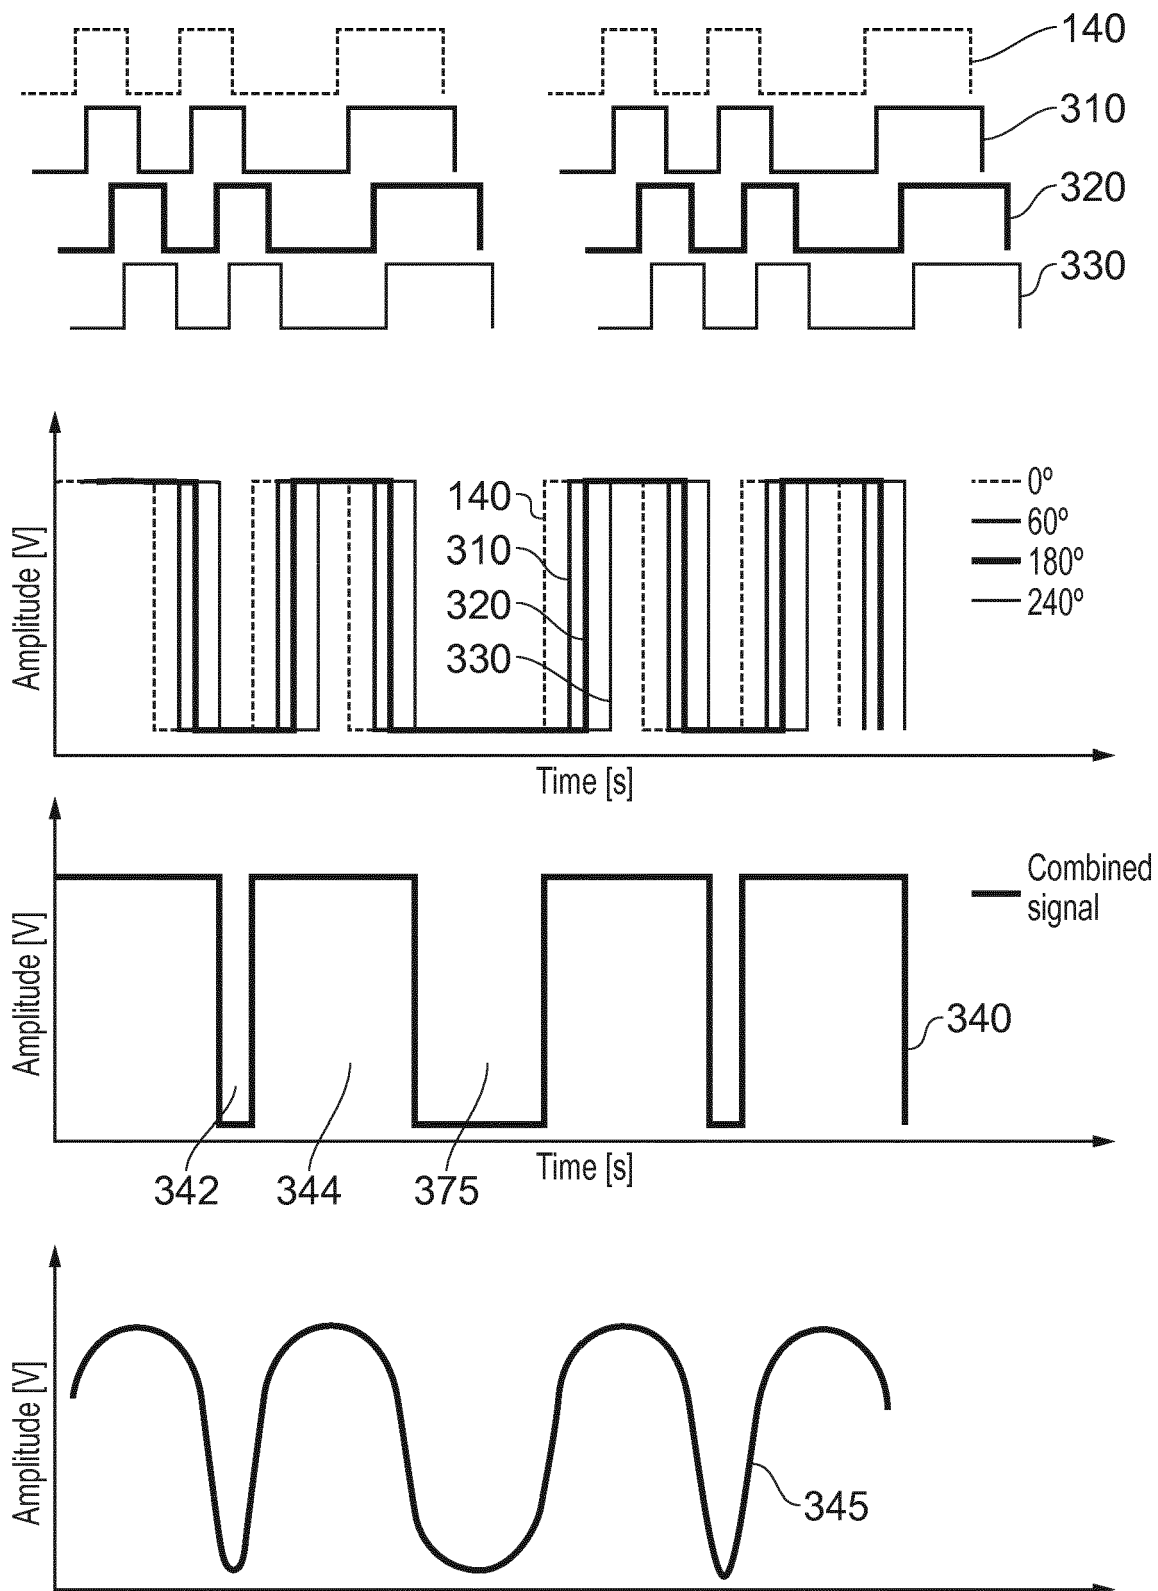 140
310
320
330
Amplitude [V]
140
310
320
330
0º
60º
180º
240º
Time [s]
Amplitude [V]
Combined
signal
340
Time [s]
342
344
375
Amplitude [V]
345